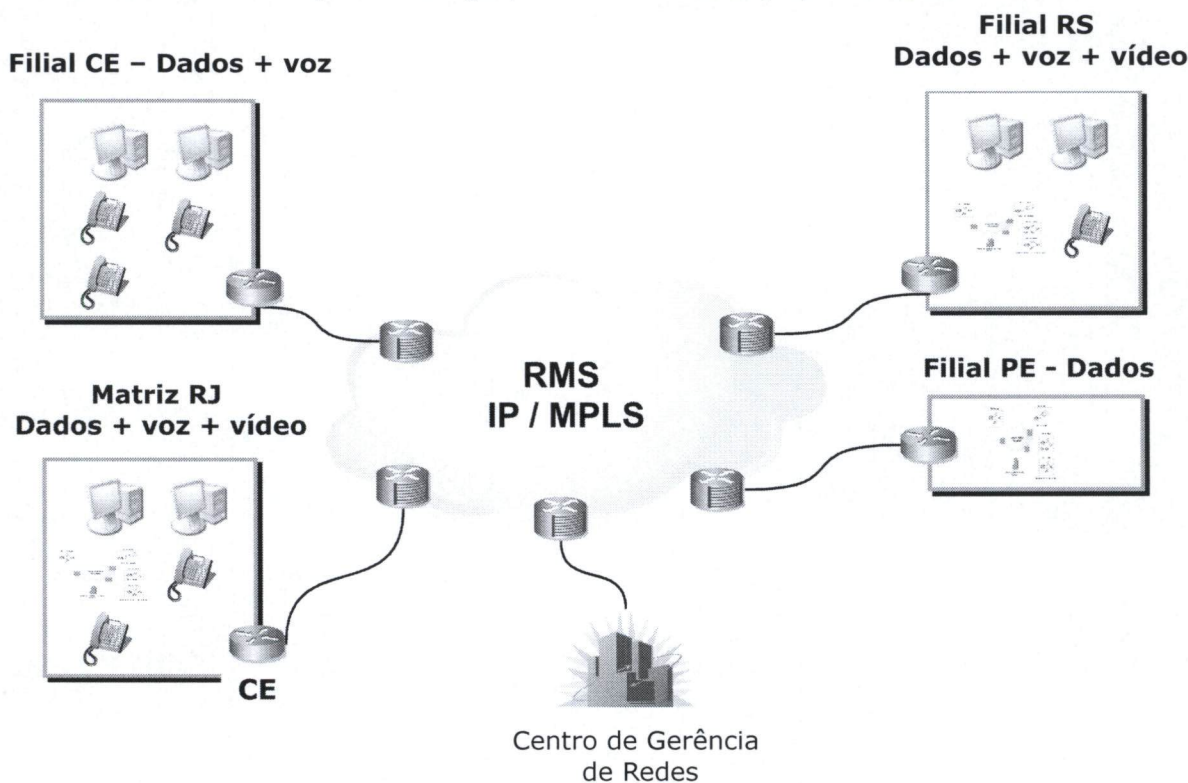 Filial CE – Dados + voz
Filial RS
Dados + voz + vídeo
RMS
IP / MPLS
Matriz RJ
Dados + voz + vídeo
Filial PE - Dados
CE
Centro de Gerência
de Redes